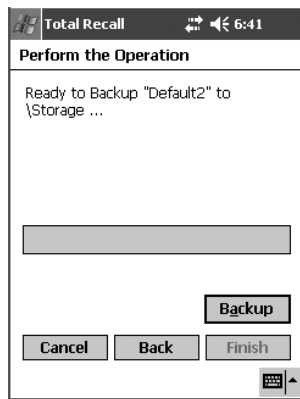 Total Recall 6:41
Perform the Operation
Ready to Backup "Default2" to
\Storage ...
Backup
Cancel Back Finish